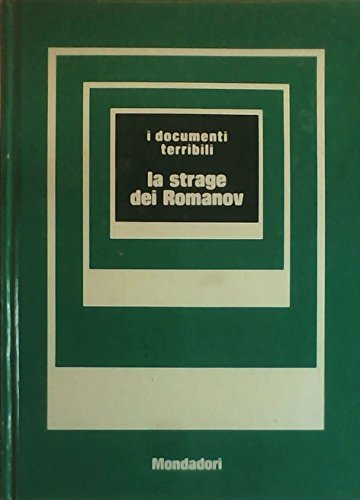 i documenti
terribili
la strage
dei Romanov
Mondadori